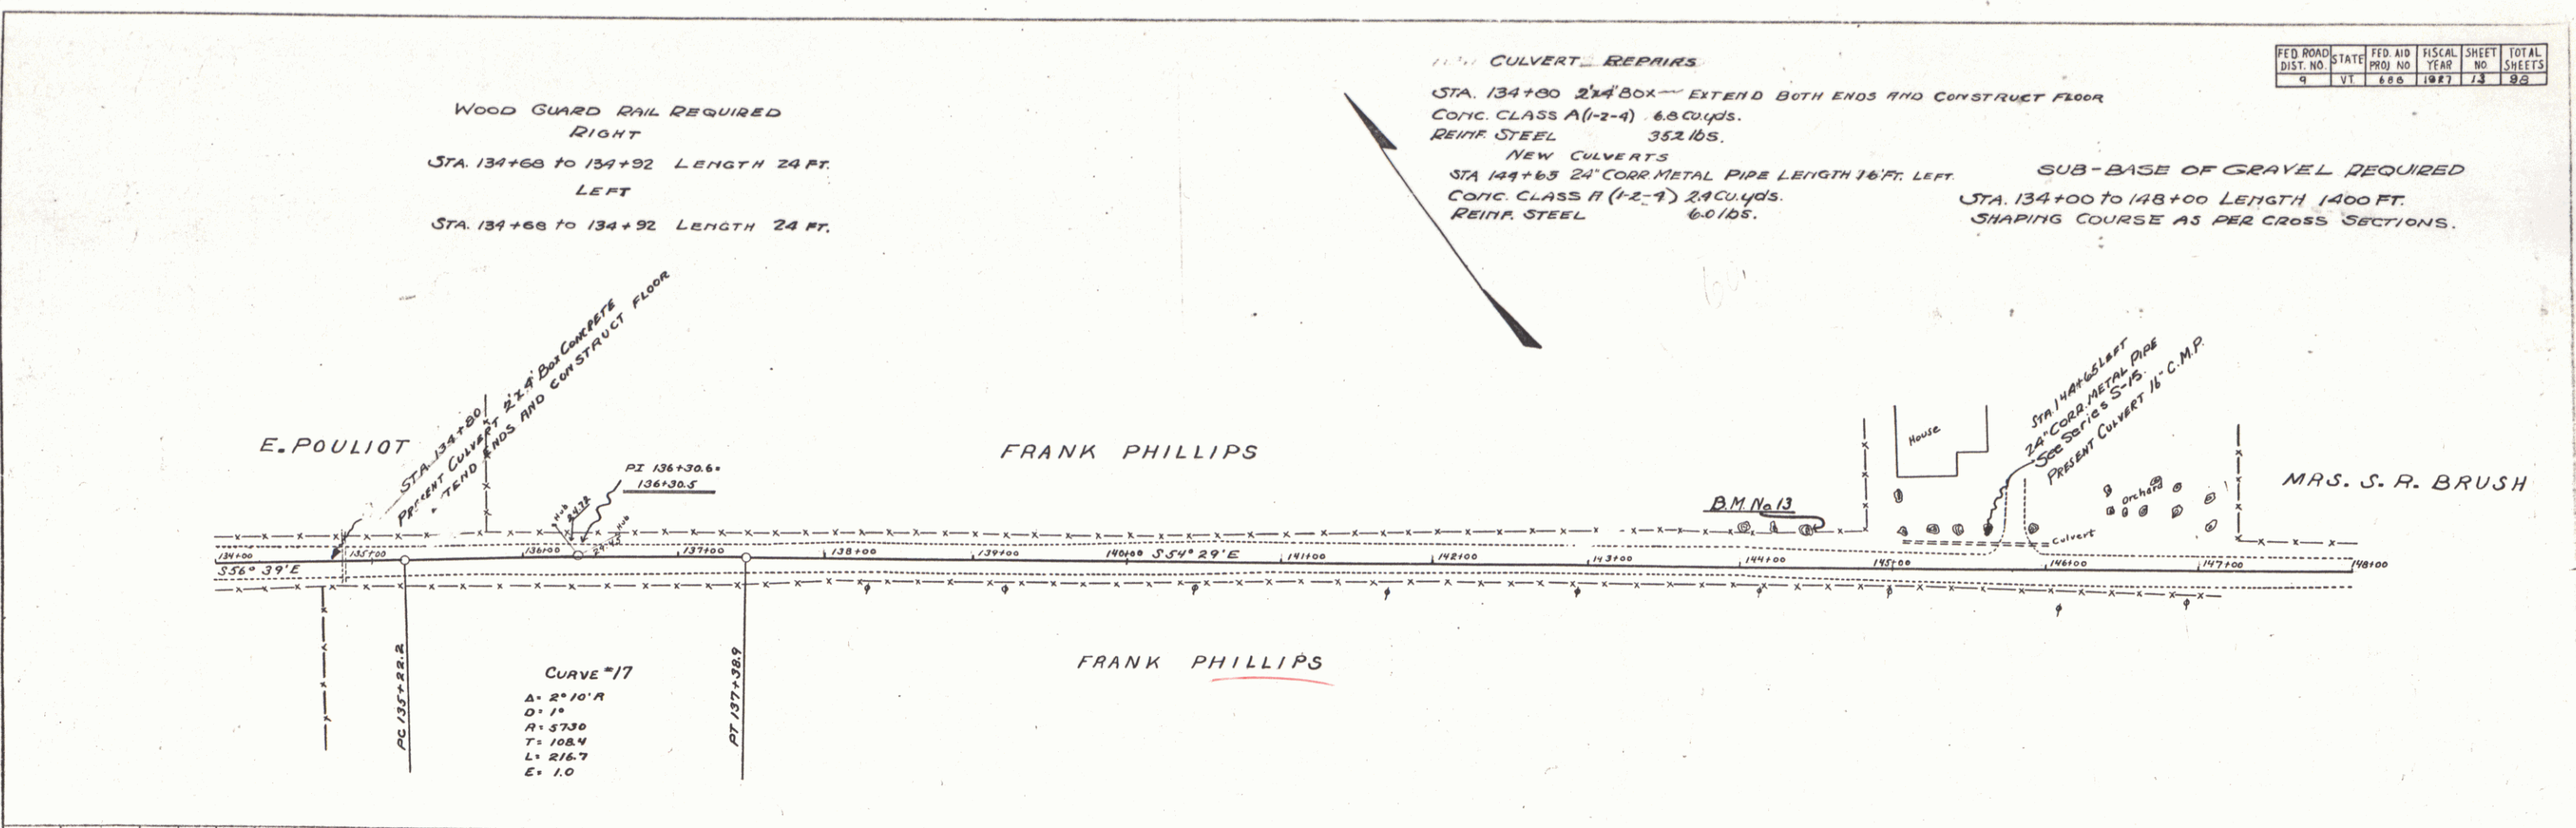 WOOD GUARD RAIL REQUIRED
RIGHT
STA. 134+68 to 134+92 LENGTH 24 FT.
LEFT
STA. 134+68 to 134+92 LENGTH 24 FT.
CULVERT REPAIRS
STA. 134+80 2'x4' BOX — EXTEND BOTH ENDS AND CONSTRUCT FLOOR
CONC. CLASS A (1-2-4) 6.8 cu.yds.
REINF. STEEL 352 lbs.
NEW CULVERTS
STA 144+65 24" CORR. METAL PIPE LENGTH 16 FT. LEFT.
CONC. CLASS A (1-2-4) 2.4 Cu.yds.
REINF. STEEL 6.0 lbs.
SUB-BASE OF GRAVEL REQUIRED
STA. 134+00 to 148+00 LENGTH 1400 FT.
SHAPING COURSE AS PER CROSS SECTIONS.
FED. ROAD DIST. NO. STATE FED. AID PROJ NO FISCAL YEAR SHEET NO TOTAL SHEETS
9 VT. 68B 1927 13 98
E. POULIOT
STA. 134+80
PRESENT CULVERT 2'x4' BOX CONCRETE
TEND ENDS AND CONSTRUCT FLOOR
PI 136+30.6=
136+30.5
Hub
24.72
Hub
29.45
FRANK PHILLIPS
B.M. No 13
House
STA. 144+65 LEFT
24" CORR. METAL PIPE
See Series S-15.
PRESENT CULVERT 16" C.M.P.
orchard
Culvert
MRS. S. R. BRUSH
134+00 135+00 136+00 137+00 138+00 139+00 140+00 S 54° 29' E 141+00 142+00 143+00 144+00 145+00 146+00 147+00 148+00
S 56° 39' E
PC 135+22.2
CURVE #17
Δ= 2° 10' R
D= 1°
R= 5730
T= 108.4
L= 216.7
E= 1.0
PT 137+38.9
FRANK PHILLIPS